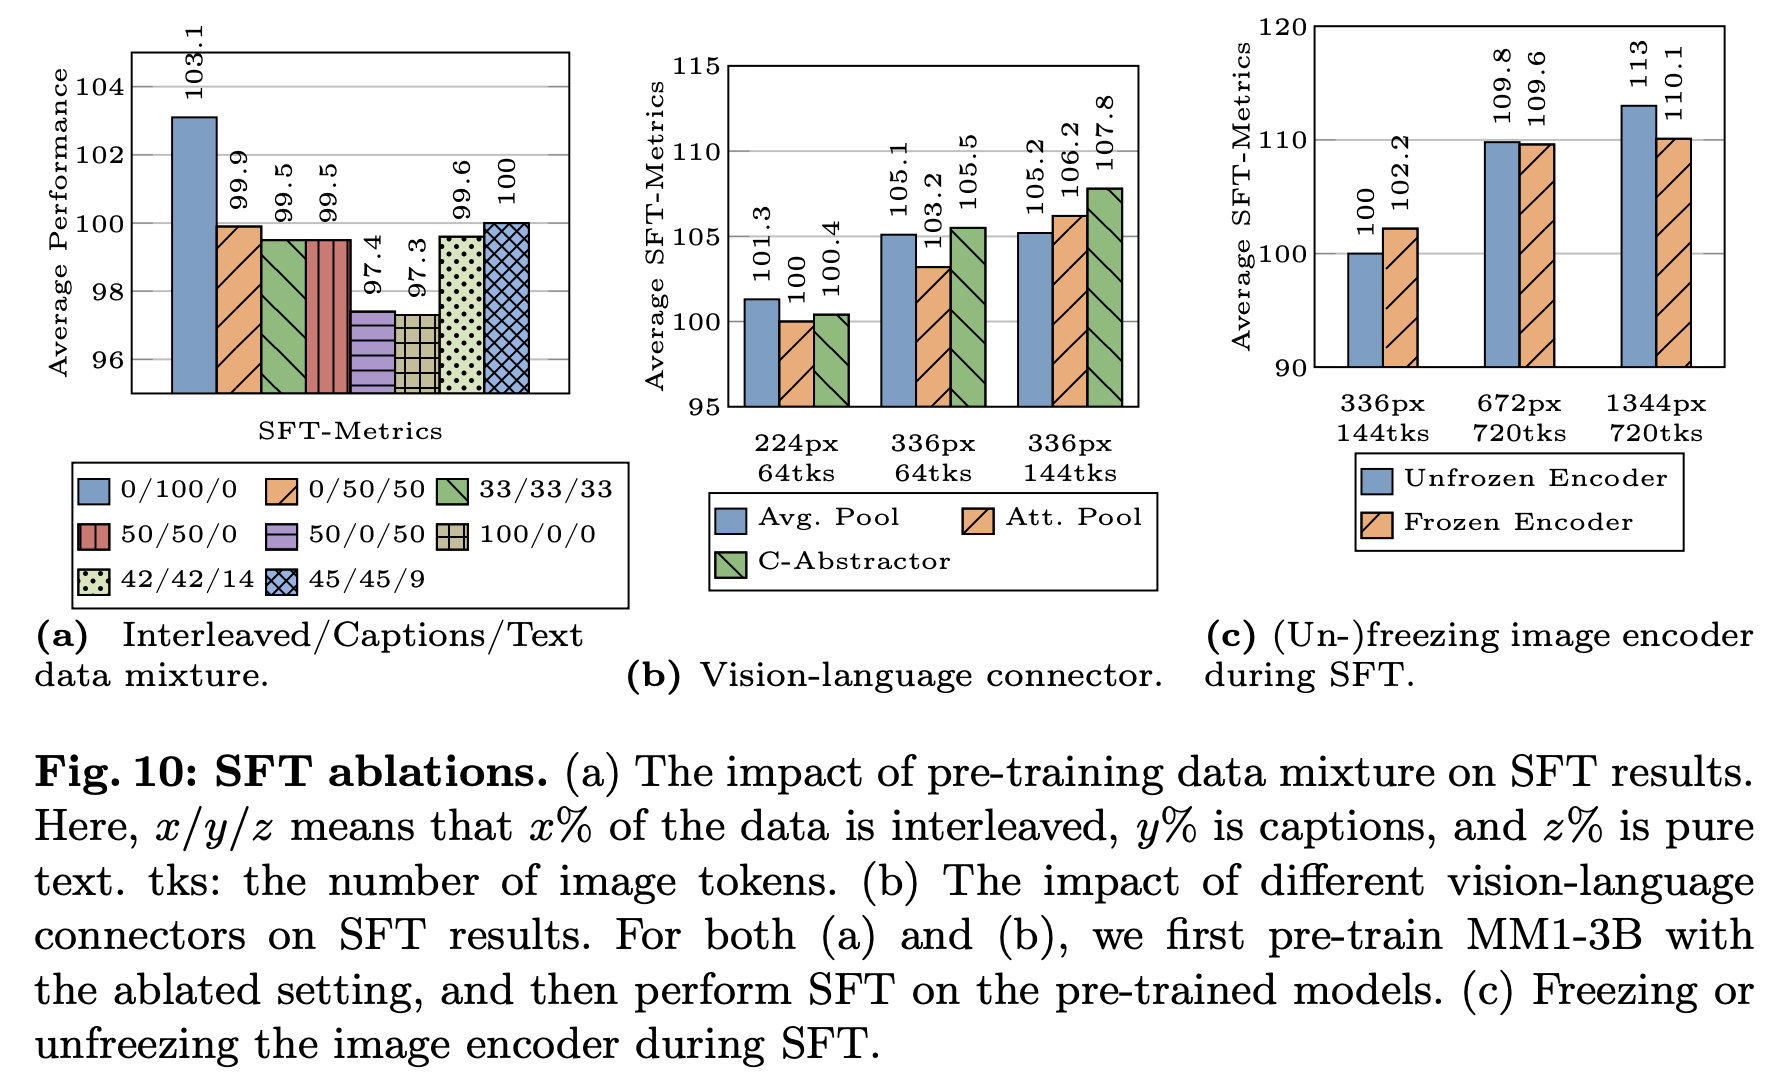 Average Performance
104
102
100
98
96
103.1
99.9
99.5
99.5
97.4
97.3
99.6
100
SFT-Metrics
0/100/0 0/50/50 33/33/33
50/50/0 50/0/50 100/0/0
42/42/14 45/45/9
(a) Interleaved/Captions/Text
data mixture.
Average SFT-Metrics
115
110
105
100
95
101.3
100
100.4
105.1
103.2
105.5
105.2
106.2
107.8
224px 336px 336px
64tks 64tks 144tks
Avg. Pool Att. Pool
C-Abstractor
(b) Vision-language connector.
Average SFT-Metrics
120
110
100
90
100
102.2
109.8
109.6
113
110.1
336px 672px 1344px
144tks 720tks 720tks
Unfrozen Encoder
Frozen Encoder
(c) (Un-)freezing image encoder
during SFT.
Fig. 10: SFT ablations. (a) The impact of pre-training data mixture on SFT results.
Here, x/y/z means that x% of the data is interleaved, y% is captions, and z% is pure
text. tks: the number of image tokens. (b) The impact of different vision-language
connectors on SFT results. For both (a) and (b), we first pre-train MM1-3B with
the ablated setting, and then perform SFT on the pre-trained models. (c) Freezing or
unfreezing the image encoder during SFT.